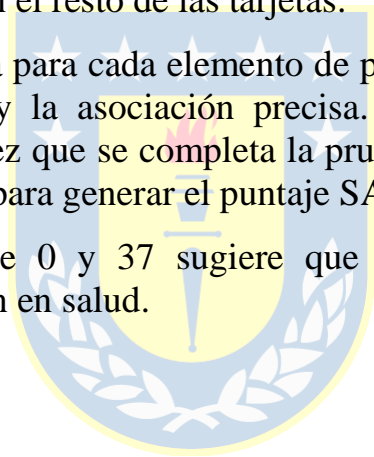 el resto de las tarjetas.
para cada elemento de p
y la asociación precisa.
ez que se completa la pru
para generar el puntaje SA
e 0 y 37 sugiere que
n en salud.